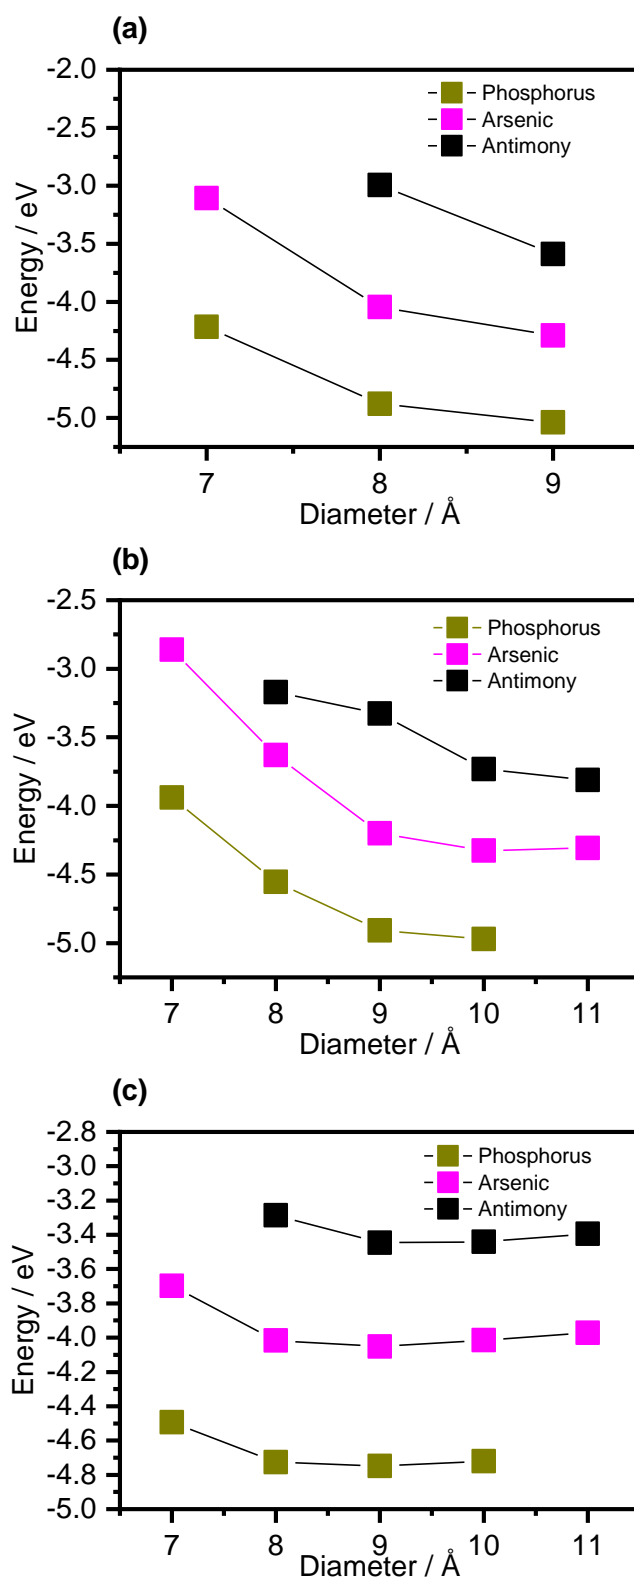 (a)
-2.0
-2.5
-3.0
-3.5
-4.0
-4.5
-5.0
Energy / eV
Phosphorus
Arsenic
Antimony
7 8 9
Diameter / Å
(b)
-2.5
-3.0
-3.5
-4.0
-4.5
-5.0
Energy / eV
Phosphorus
Arsenic
Antimony
7 8 9 10 11
Diameter / Å
(c)
-2.8
-3.0
-3.2
-3.4
-3.6
-3.8
-4.0
-4.2
-4.4
-4.6
-4.8
-5.0
Energy / eV
Phosphorus
Arsenic
Antimony
7 8 9 10 11
Diameter / Å